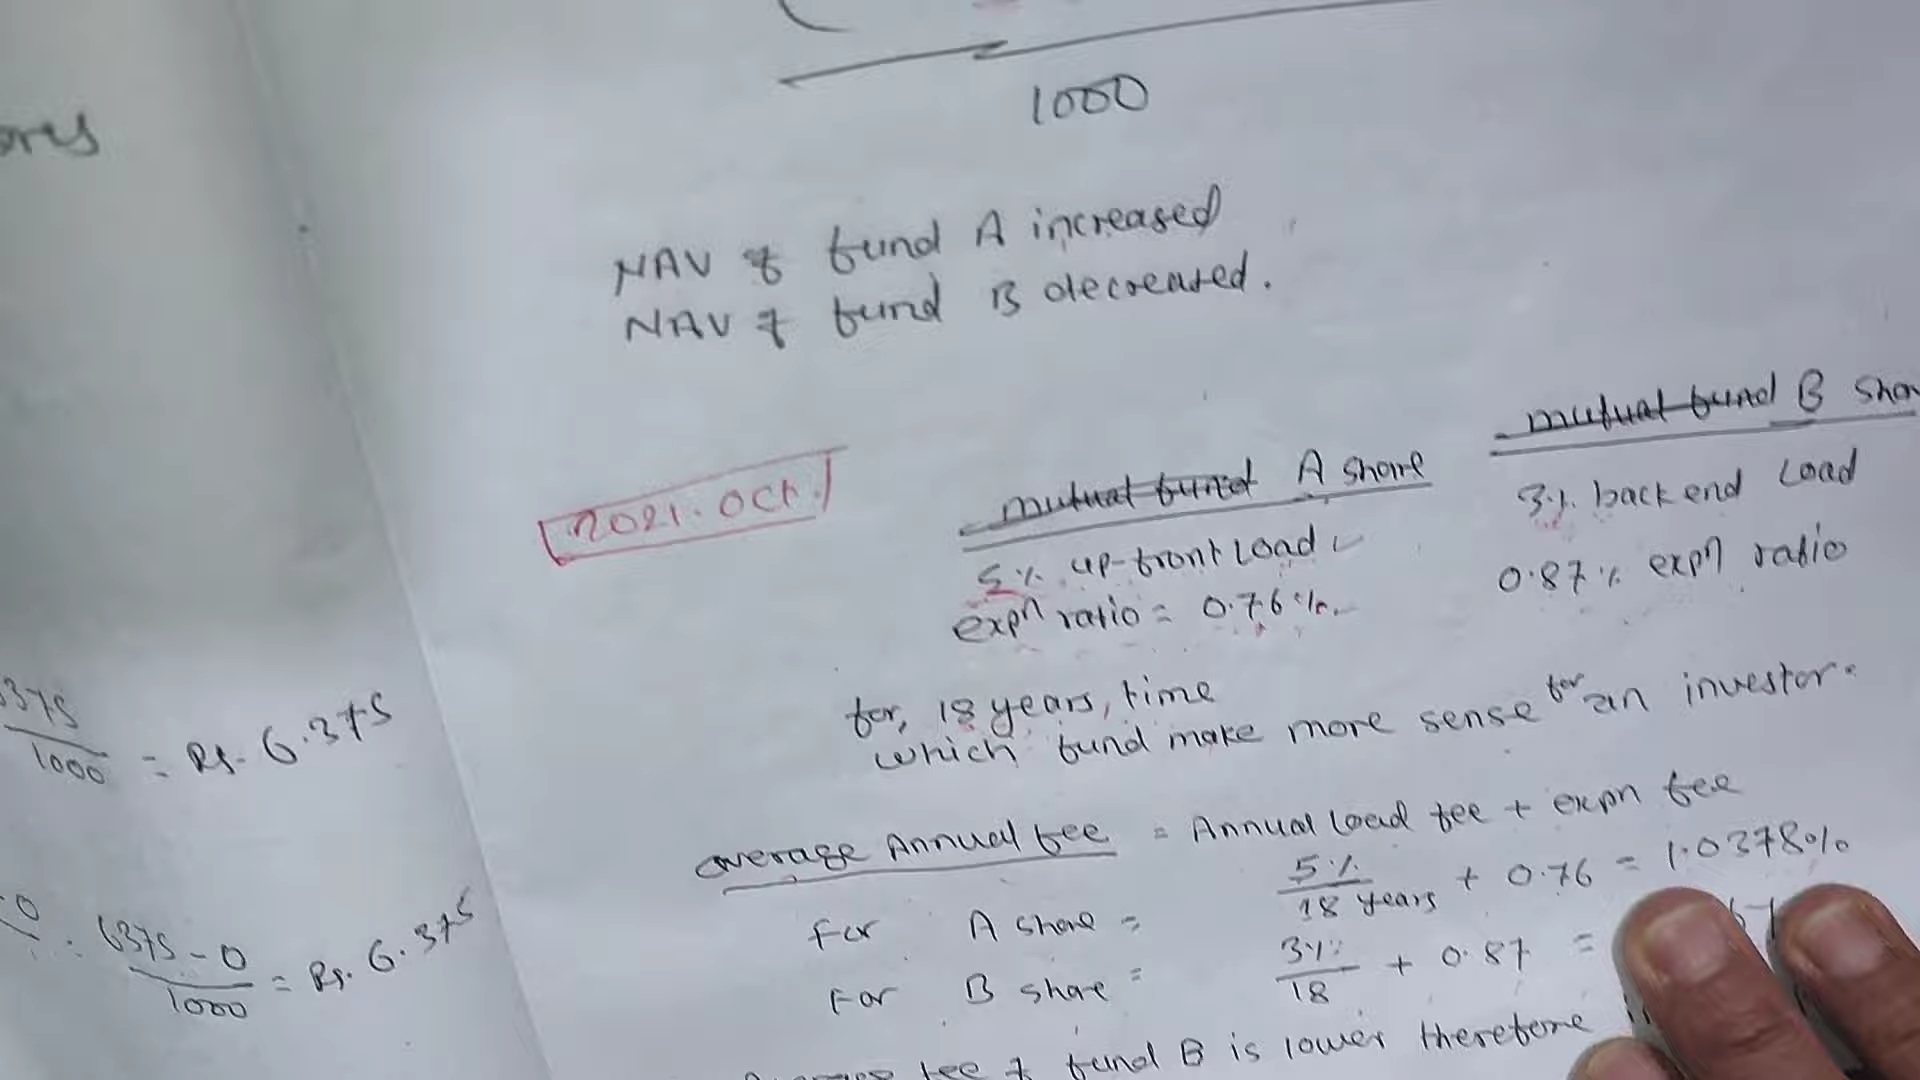 1000
NAV of fund A increased
NAV of fund B decreased.
2021. Oct.
mutual fund A share
5% up-front Load
expn ratio = 0.76%.
mutual fund B
3% back end Load
0.87% expn ratio
for, 18 years, time
which fund make more sense for an investor.
average Annual fee = Annual Load fee + expn fee
For A share = 5% / 18 years + 0.76 = 1.0378%
For B share = 3% / 18 + 0.87 =
fee of fund B is lower therefore
1000 = Rs. 6.375
6375 - 0 / 1000 = Rs. 6.375